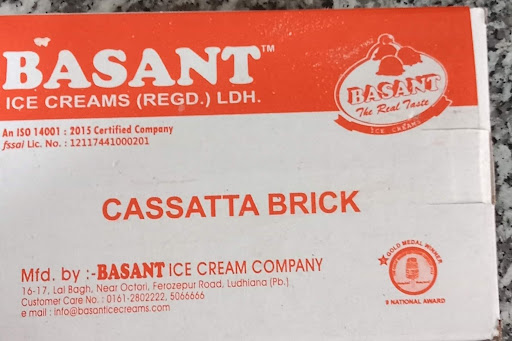 BASANT™
ICE CREAMS (REGD.) LDH.
BASANT
The Real Taste
ICE CREAMS
An ISO 14001 : 2015 Certified Company
fssai Lic. No. : 12117441000201
CASSATTA BRICK
Mfd. by :-BASANT ICE CREAM COMPANY
16-17, Lal Bagh, Near Octori, Ferozepur Road, Ludhiana (Pb.)
Customer Care No. : 0161-2802222, 5066666
e mail : info@basanticecreams.com
GOLD MEDAL WINNER
9 NATIONAL AWARD